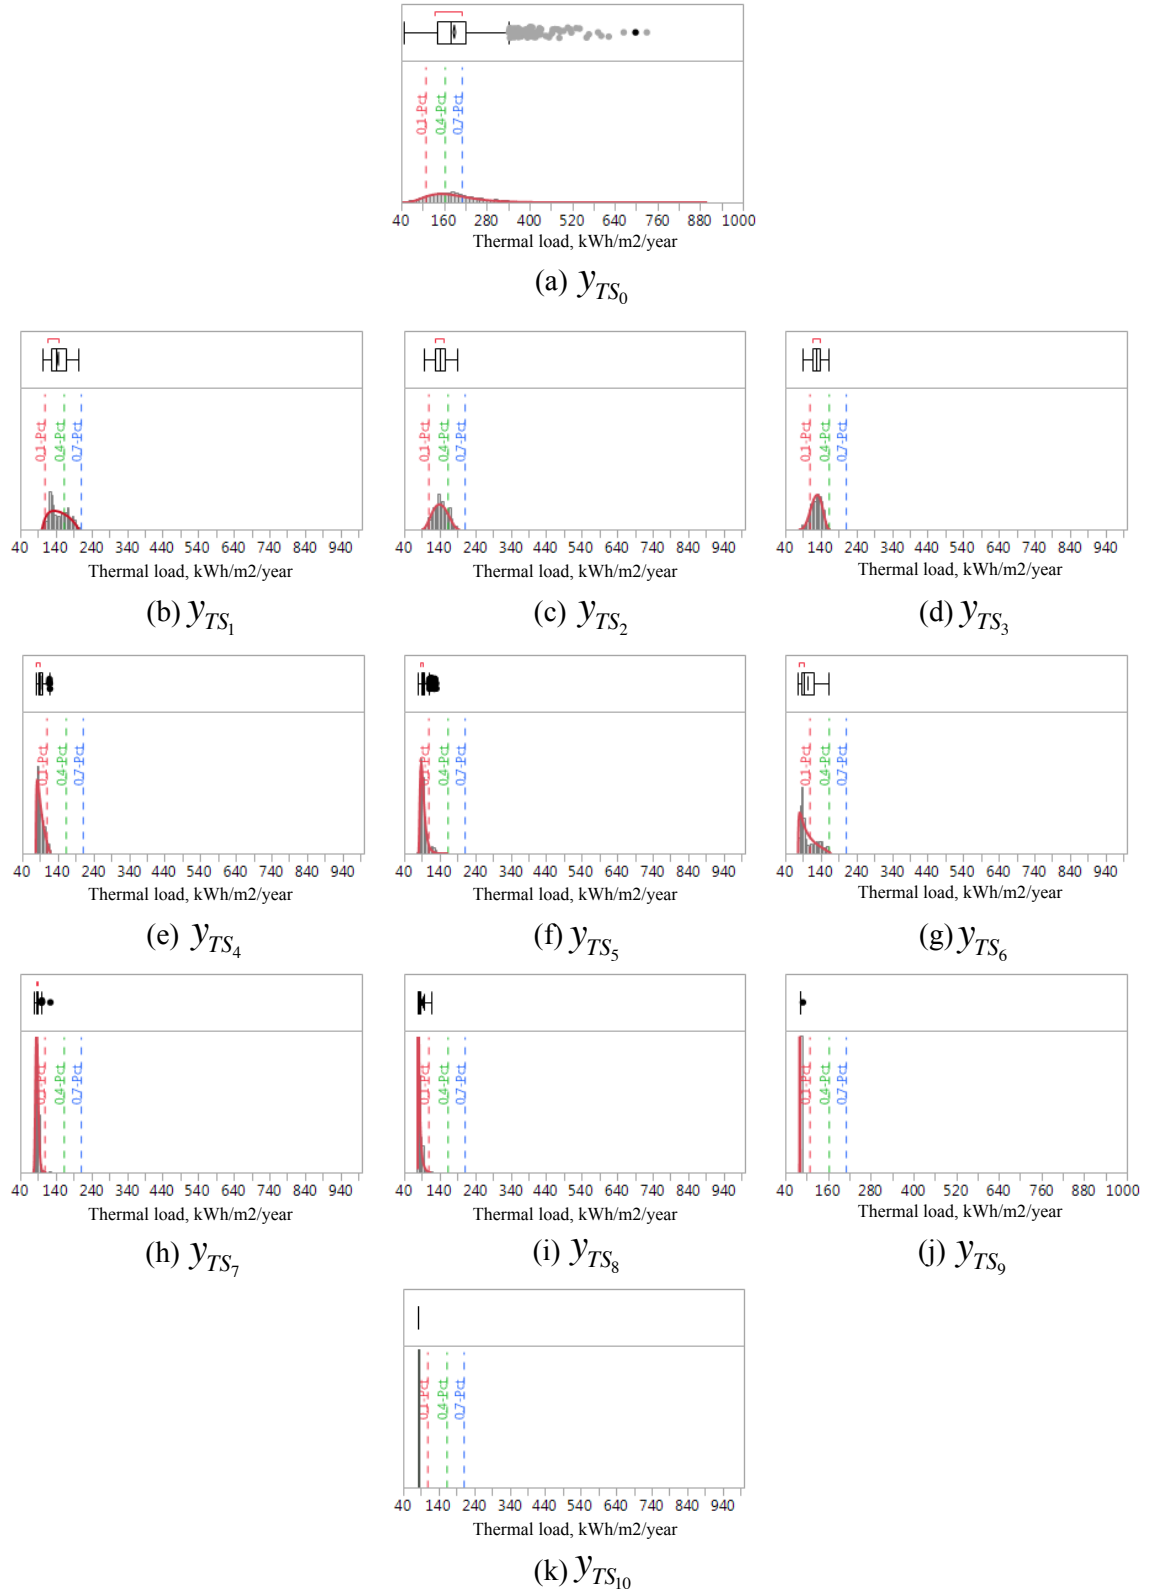 0.1-Pct 0.4-Pct 0.7-Pct
40 160 280 400 520 640 760 880 1000
Thermal load, kWh/m2/year
(a) y_TS_0
0.1-Pct 0.4-Pct 0.7-Pct 0.1-Pct 0.4-Pct 0.7-Pct 0.1-Pct 0.4-Pct 0.7-Pct
40 140 240 340 440 540 640 740 840 940 40 140 240 340 440 540 640 740 840 940 40 140 240 340 440 540 640 740 840 940
Thermal load, kWh/m2/year Thermal load, kWh/m2/year Thermal load, kWh/m2/year
(b) y_TS_1 (c) y_TS_2 (d) y_TS_3
0.1-Pct 0.4-Pct 0.7-Pct 0.1-Pct 0.4-Pct 0.7-Pct 0.1-Pct 0.4-Pct 0.7-Pct
40 140 240 340 440 540 640 740 840 940 40 140 240 340 440 540 640 740 840 940 40 140 240 340 440 540 640 740 840 940
Thermal load, kWh/m2/year Thermal load, kWh/m2/year Thermal load, kWh/m2/year
(e) y_TS_4 (f) y_TS_5 (g) y_TS_6
0.1-Pct 0.4-Pct 0.7-Pct 0.1-Pct 0.4-Pct 0.7-Pct 0.1-Pct 0.4-Pct 0.7-Pct
40 140 240 340 440 540 640 740 840 940 40 140 240 340 440 540 640 740 840 940 40 160 280 400 520 640 760 880 1000
Thermal load, kWh/m2/year Thermal load, kWh/m2/year Thermal load, kWh/m2/year
(h) y_TS_7 (i) y_TS_8 (j) y_TS_9
0.1-Pct 0.4-Pct 0.7-Pct
40 140 240 340 440 540 640 740 840 940
Thermal load, kWh/m2/year
(k) y_TS_10